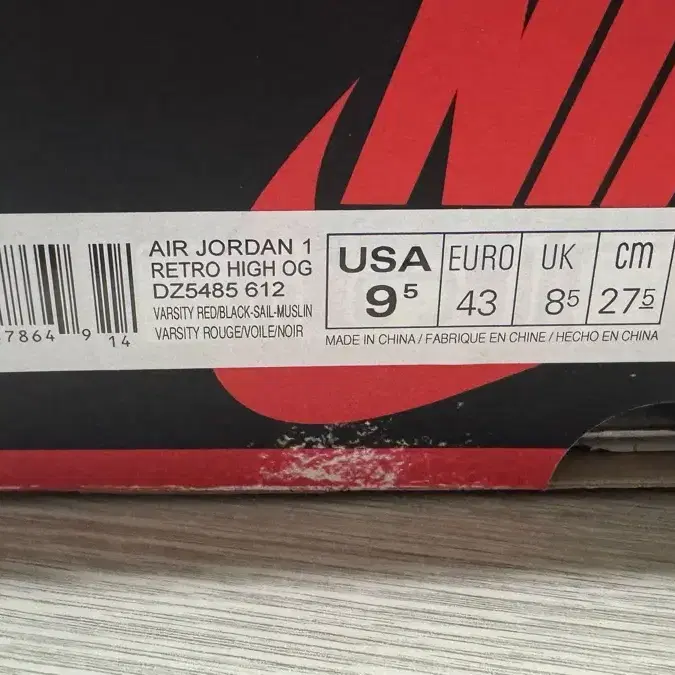 AIR JORDAN 1
RETRO HIGH OG
DZ5485 612
VARSITY RED/BLACK-SAIL-MUSLIN
VARSITY ROUGE/VOILE/NOIR
7864 9 14
USA EURO UK cm
9⁵ 43 8⁵ 27⁵
MADE IN CHINA / FABRIQUE EN CHINE / HECHO EN CHINA